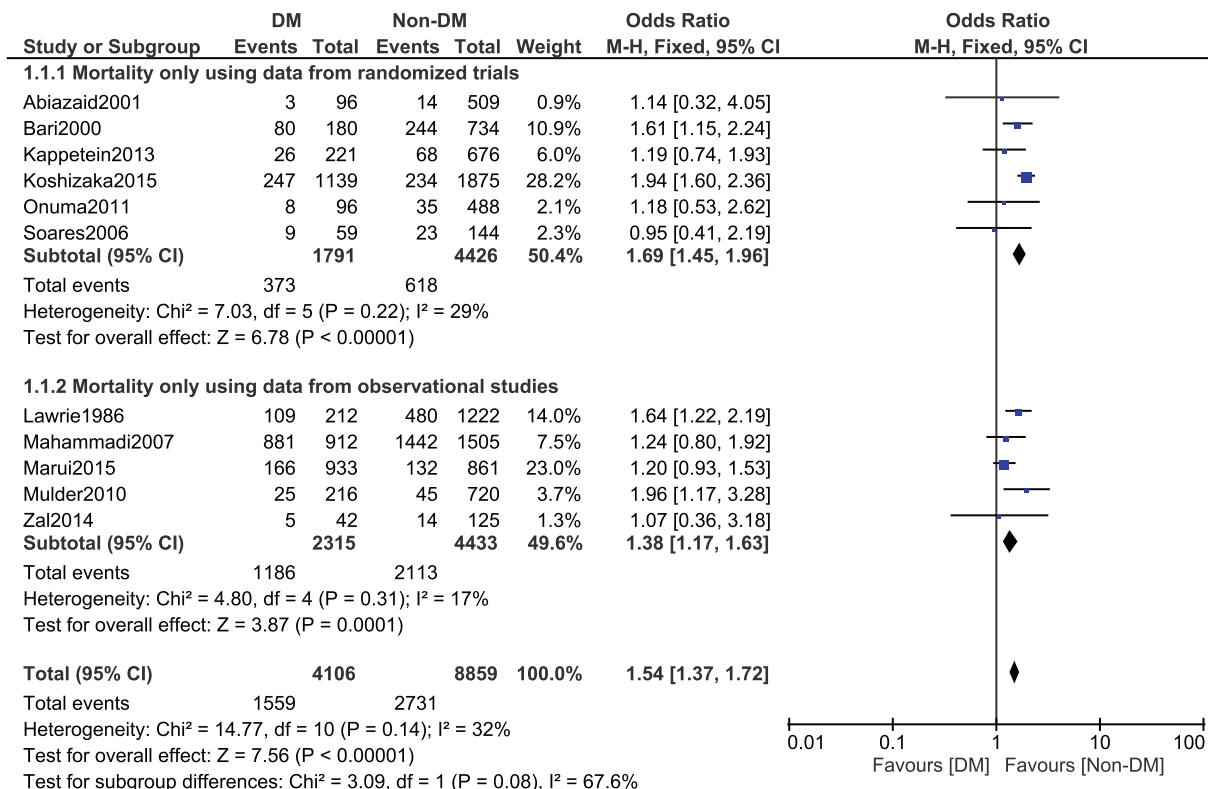 DM Non-DM Odds Ratio Odds Ratio
Study or Subgroup Events Total Events Total Weight M-H, Fixed, 95% CI M-H, Fixed, 95% CI
1.1.1 Mortality only using data from randomized trials
Abiazaid2001 3 96 14 509 0.9% 1.14 [0.32, 4.05]
Bari2000 80 180 244 734 10.9% 1.61 [1.15, 2.24]
Kappetein2013 26 221 68 676 6.0% 1.19 [0.74, 1.93]
Koshizaka2015 247 1139 234 1875 28.2% 1.94 [1.60, 2.36]
Onuma2011 8 96 35 488 2.1% 1.18 [0.53, 2.62]
Soares2006 9 59 23 144 2.3% 0.95 [0.41, 2.19]
Subtotal (95% CI) 1791 4426 50.4% 1.69 [1.45, 1.96]
Total events 373 618
Heterogeneity: Chi² = 7.03, df = 5 (P = 0.22); I² = 29%
Test for overall effect: Z = 6.78 (P < 0.00001)
1.1.2 Mortality only using data from observational studies
Lawrie1986 109 212 480 1222 14.0% 1.64 [1.22, 2.19]
Mahammadi2007 881 912 1442 1505 7.5% 1.24 [0.80, 1.92]
Marui2015 166 933 132 861 23.0% 1.20 [0.93, 1.53]
Mulder2010 25 216 45 720 3.7% 1.96 [1.17, 3.28]
Zal2014 5 42 14 125 1.3% 1.07 [0.36, 3.18]
Subtotal (95% CI) 2315 4433 49.6% 1.38 [1.17, 1.63]
Total events 1186 2113
Heterogeneity: Chi² = 4.80, df = 4 (P = 0.31); I² = 17%
Test for overall effect: Z = 3.87 (P = 0.0001)
Total (95% CI) 4106 8859 100.0% 1.54 [1.37, 1.72]
Total events 1559 2731
Heterogeneity: Chi² = 14.77, df = 10 (P = 0.14); I² = 32%
Test for overall effect: Z = 7.56 (P < 0.00001)
Test for subgroup differences: Chi² = 3.09, df = 1 (P = 0.08), I² = 67.6%
0.01 0.1 1 10 100
Favours [DM] Favours [Non-DM]